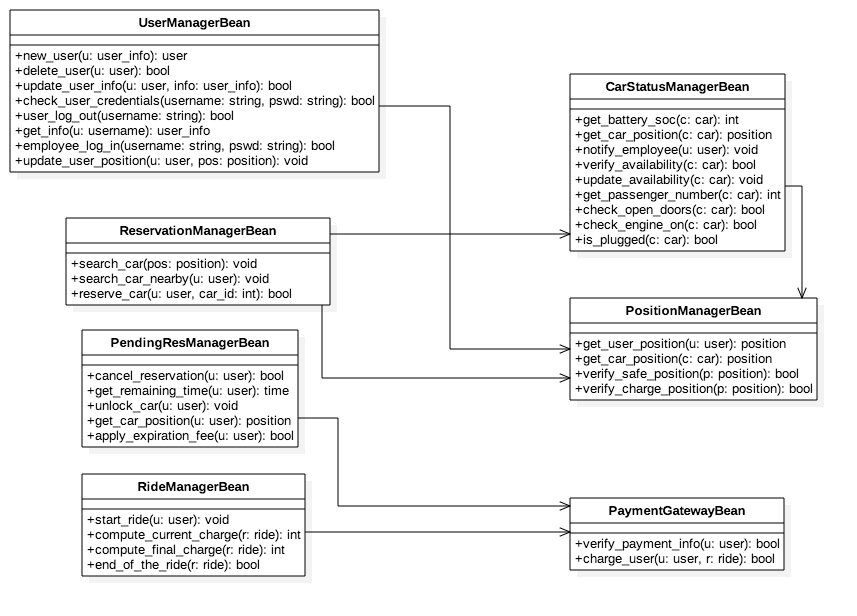 UserManagerBean
+new_user(u: user_info): user
+delete_user(u: user): bool
+update_user_info(u: user, info: user_info): bool
+check_user_credentials(username: string, pswd: string): bool
+user_log_out(username: string): bool
+get_info(u: username): user_info
+employee_log_in(username: string, pswd: string): bool
+update_user_position(u: user, pos: position): void
CarStatusManagerBean
+get_battery_soc(c: car): int
+get_car_position(c: car): position
+notify_employee(u: user): void
+verify_availability(c: car): bool
+update_availability(c: car): void
+get_passenger_number(c: car): int
+check_open_doors(c: car): bool
+check_engine_on(c: car): bool
+is_plugged(c: car): bool
ReservationManagerBean
+search_car(pos: position): void
+search_car_nearby(u: user): void
+reserve_car(u: user, car_id: int): bool
PositionManagerBean
+get_user_position(u: user): position
+get_car_position(c: car): position
+verify_safe_position(p: position): bool
+verify_charge_position(p: position): bool
PendingResManagerBean
+cancel_reservation(u: user): bool
+get_remaining_time(u: user): time
+unlock_car(u: user): void
+get_car_position(u: user): position
+apply_expiration_fee(u: user): bool
RideManagerBean
+start_ride(u: user): void
+compute_current_charge(r: ride): int
+compute_final_charge(r: ride): int
+end_of_the_ride(r: ride): bool
PaymentGatewayBean
+verify_payment_info(u: user): bool
+charge_user(u: user, r: ride): bool